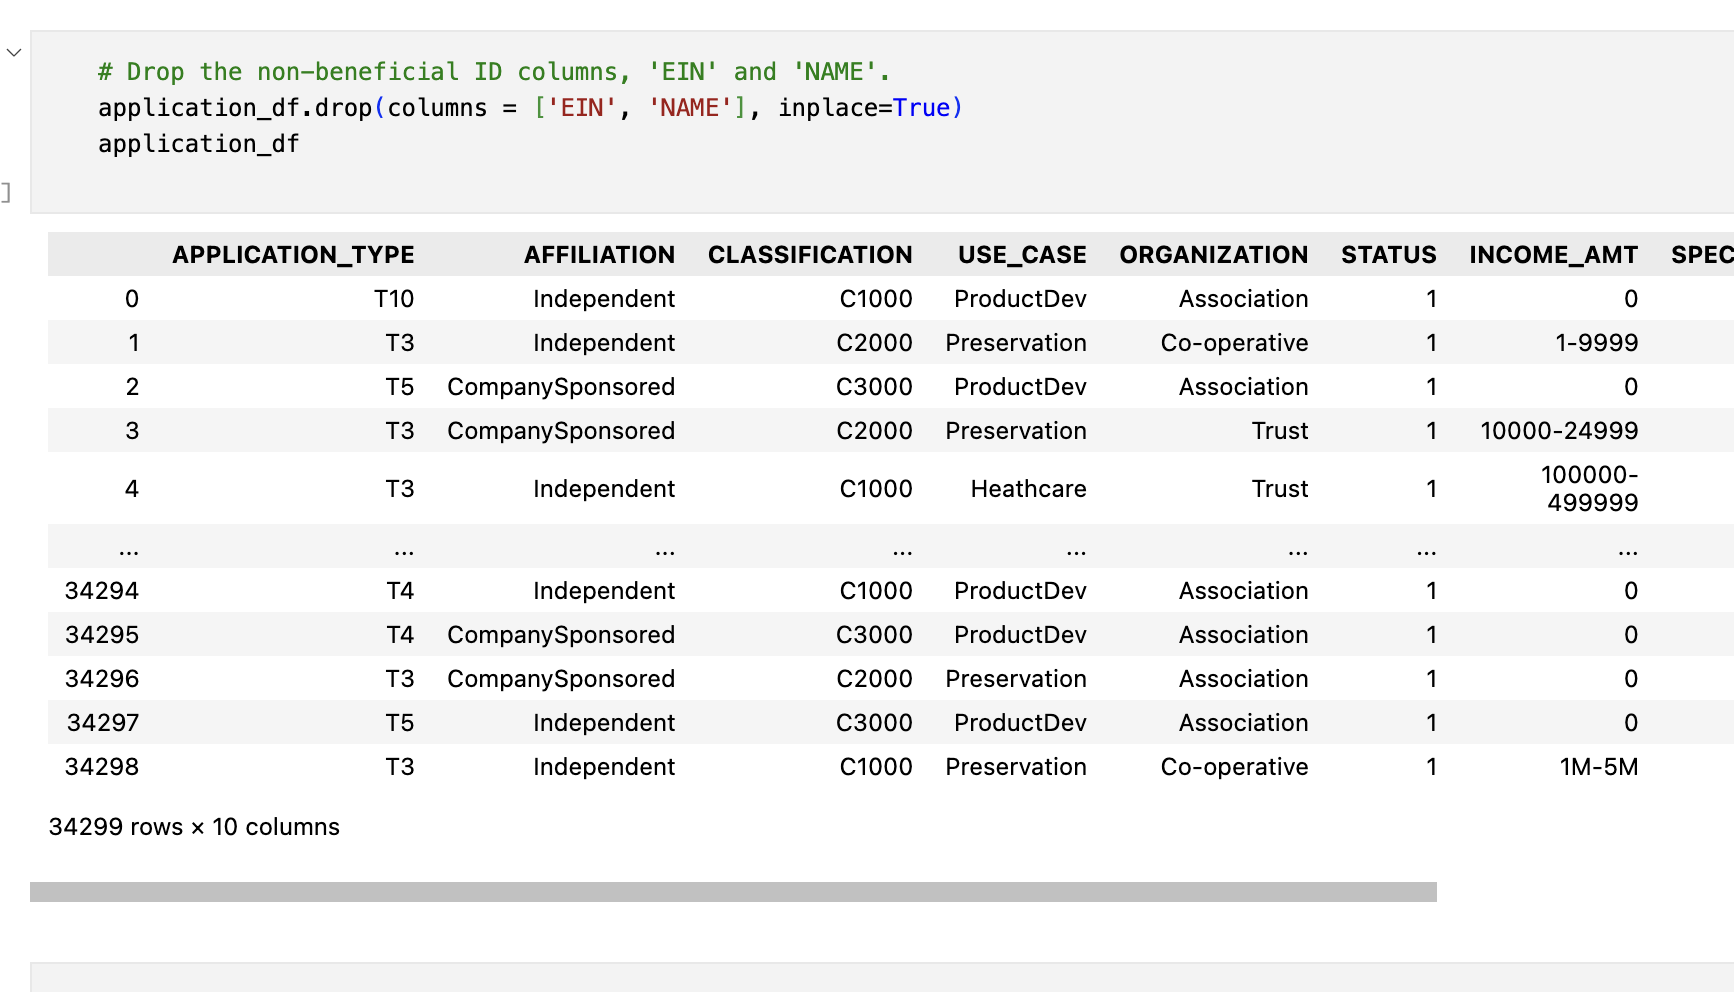 # Drop the non-beneficial ID columns, 'EIN' and 'NAME'.
application_df.drop(columns = ['EIN', 'NAME'], inplace=True)
application_df
]
APPLICATION_TYPE AFFILIATION CLASSIFICATION USE_CASE ORGANIZATION STATUS INCOME_AMT SPEC
0 T10 Independent C1000 ProductDev Association 1 0
1 T3 Independent C2000 Preservation Co-operative 1 1-9999
2 T5 CompanySponsored C3000 ProductDev Association 1 0
3 T3 CompanySponsored C2000 Preservation Trust 1 10000-24999
4 T3 Independent C1000 Heathcare Trust 1 100000-
499999
... ... ... ... ... ... ... ...
34294 T4 Independent C1000 ProductDev Association 1 0
34295 T4 CompanySponsored C3000 ProductDev Association 1 0
34296 T3 CompanySponsored C2000 Preservation Association 1 0
34297 T5 Independent C3000 ProductDev Association 1 0
34298 T3 Independent C1000 Preservation Co-operative 1 1M-5M
34299 rows × 10 columns